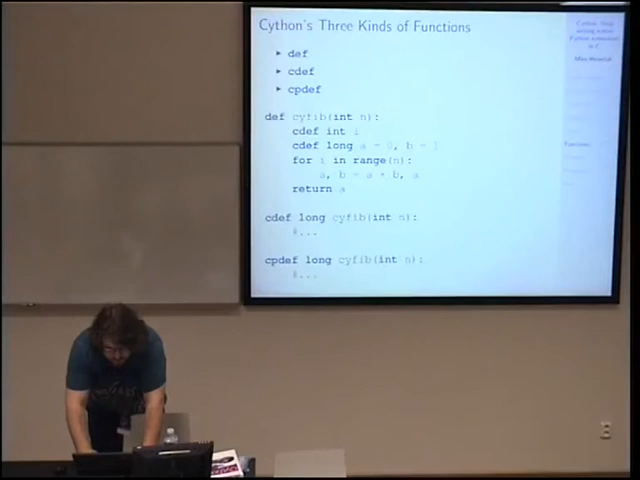 Cython's Three Kinds of Functions
▸ def
▸ cdef
▸ cpdef
def cyfib(int n):
cdef int i
cdef long a = 0, b = 1
for i in range(n):
a, b = a + b, a
return a
cdef long cyfib(int n):
#...
cpdef long cyfib(int n):
#...
Functions